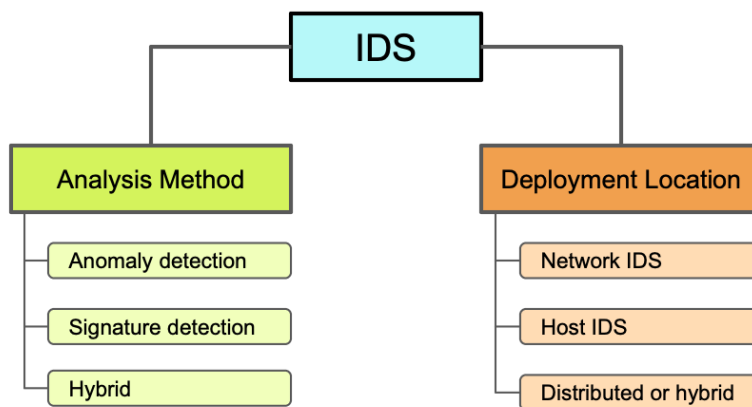 IDS
Analysis Method
Anomaly detection
Signature detection
Hybrid
Deployment Location
Network IDS
Host IDS
Distributed or hybrid